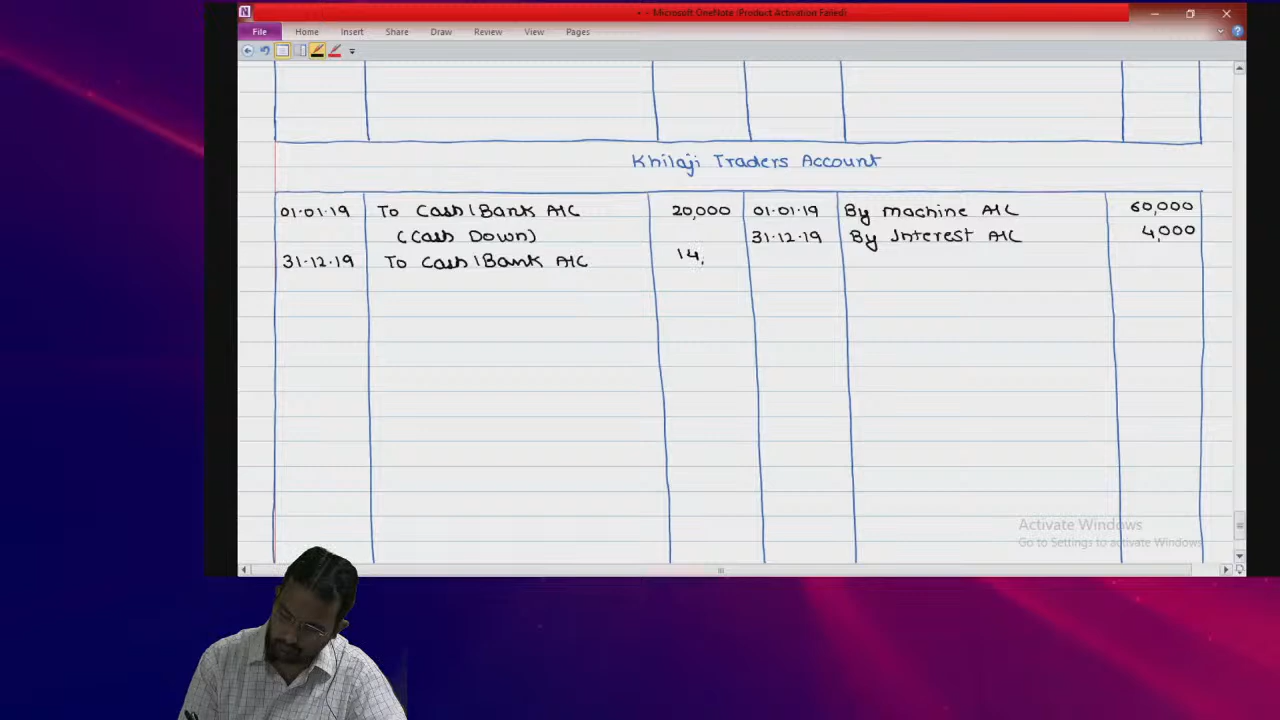 Microsoft OneNote (Product Activation Failed)
File Home Insert Share Draw Review View Pages
Khilaji Traders Account
01.01.19 To Cash|Bank A/C 20,000 01.01.19 By machine A/C 60,000
(Cash Down) 31.12.19 By Interest A/C 4,000
31.12.19 To Cash|Bank A/C 14,
Activate Windows
Go to Settings to activate Windows.